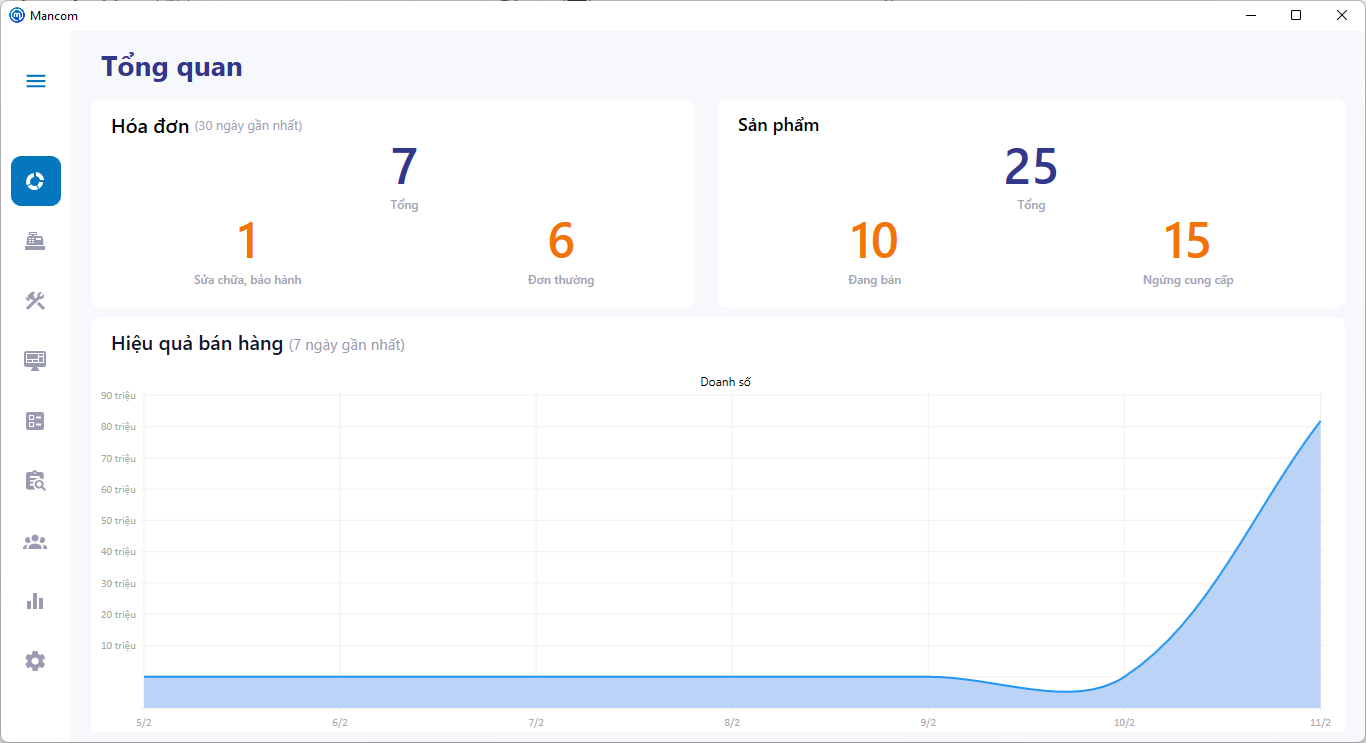 Mancom
Tổng quan
Hóa đơn (30 ngày gần nhất)
7
Tổng
1
Sửa chữa, bảo hành
6
Đơn thường
Sản phẩm
25
Tổng
10
Đang bán
15
Ngừng cung cấp
Hiệu quả bán hàng (7 ngày gần nhất)
Doanh số
90 triệu
80 triệu
70 triệu
60 triệu
50 triệu
40 triệu
30 triệu
20 triệu
10 triệu
5/2 6/2 7/2 8/2 9/2 10/2 11/2